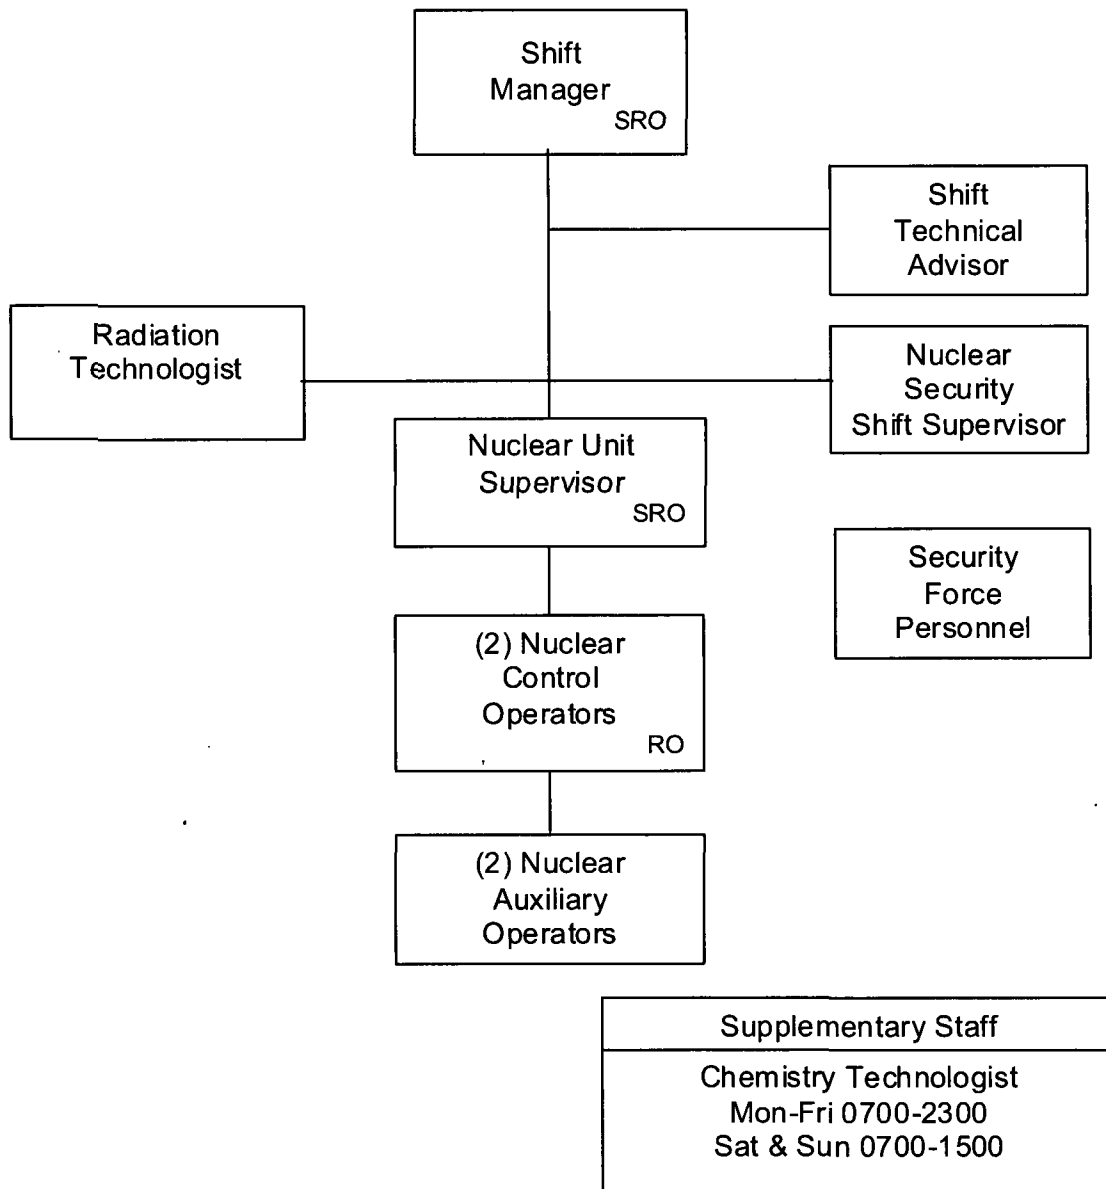 Shift
Manager
SRO
Shift
Technical
Advisor
Radiation
Technologist
Nuclear
Security
Shift Supervisor
Nuclear Unit
Supervisor
SRO
Security
Force
Personnel
(2) Nuclear
Control
Operators
RO
(2) Nuclear
Auxiliary
Operators
Supplementary Staff
Chemistry Technologist
Mon-Fri 0700-2300
Sat & Sun 0700-1500